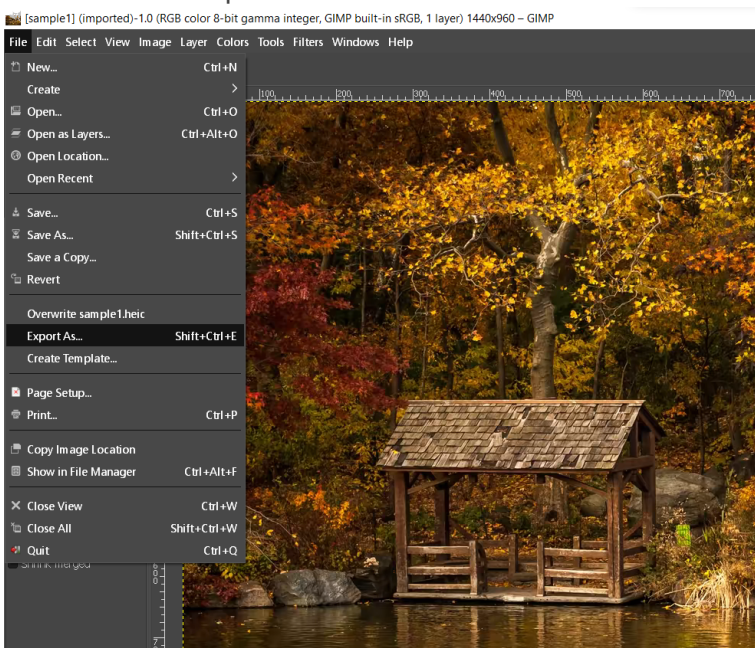 [sample1] (imported)-1.0 (RGB color 8-bit gamma integer, GIMP built-in sRGB, 1 layer) 1440x960 – GIMP
File Edit Select View Image Layer Colors Tools Filters Windows Help
New... Ctrl+N
Create >
Open... Ctrl+O
Open as Layers... Ctrl+Alt+O
Open Location...
Open Recent >
Save... Ctrl+S
Save As... Shift+Ctrl+S
Save a Copy...
Revert
Overwrite sample1.heic
Export As... Shift+Ctrl+E
Create Template...
Page Setup...
Print... Ctrl+P
Copy Image Location
Show in File Manager Ctrl+Alt+F
Close View Ctrl+W
Close All Shift+Ctrl+W
Quit Ctrl+Q
100 200 300 400 500 600 700
Shrink merged
600
7